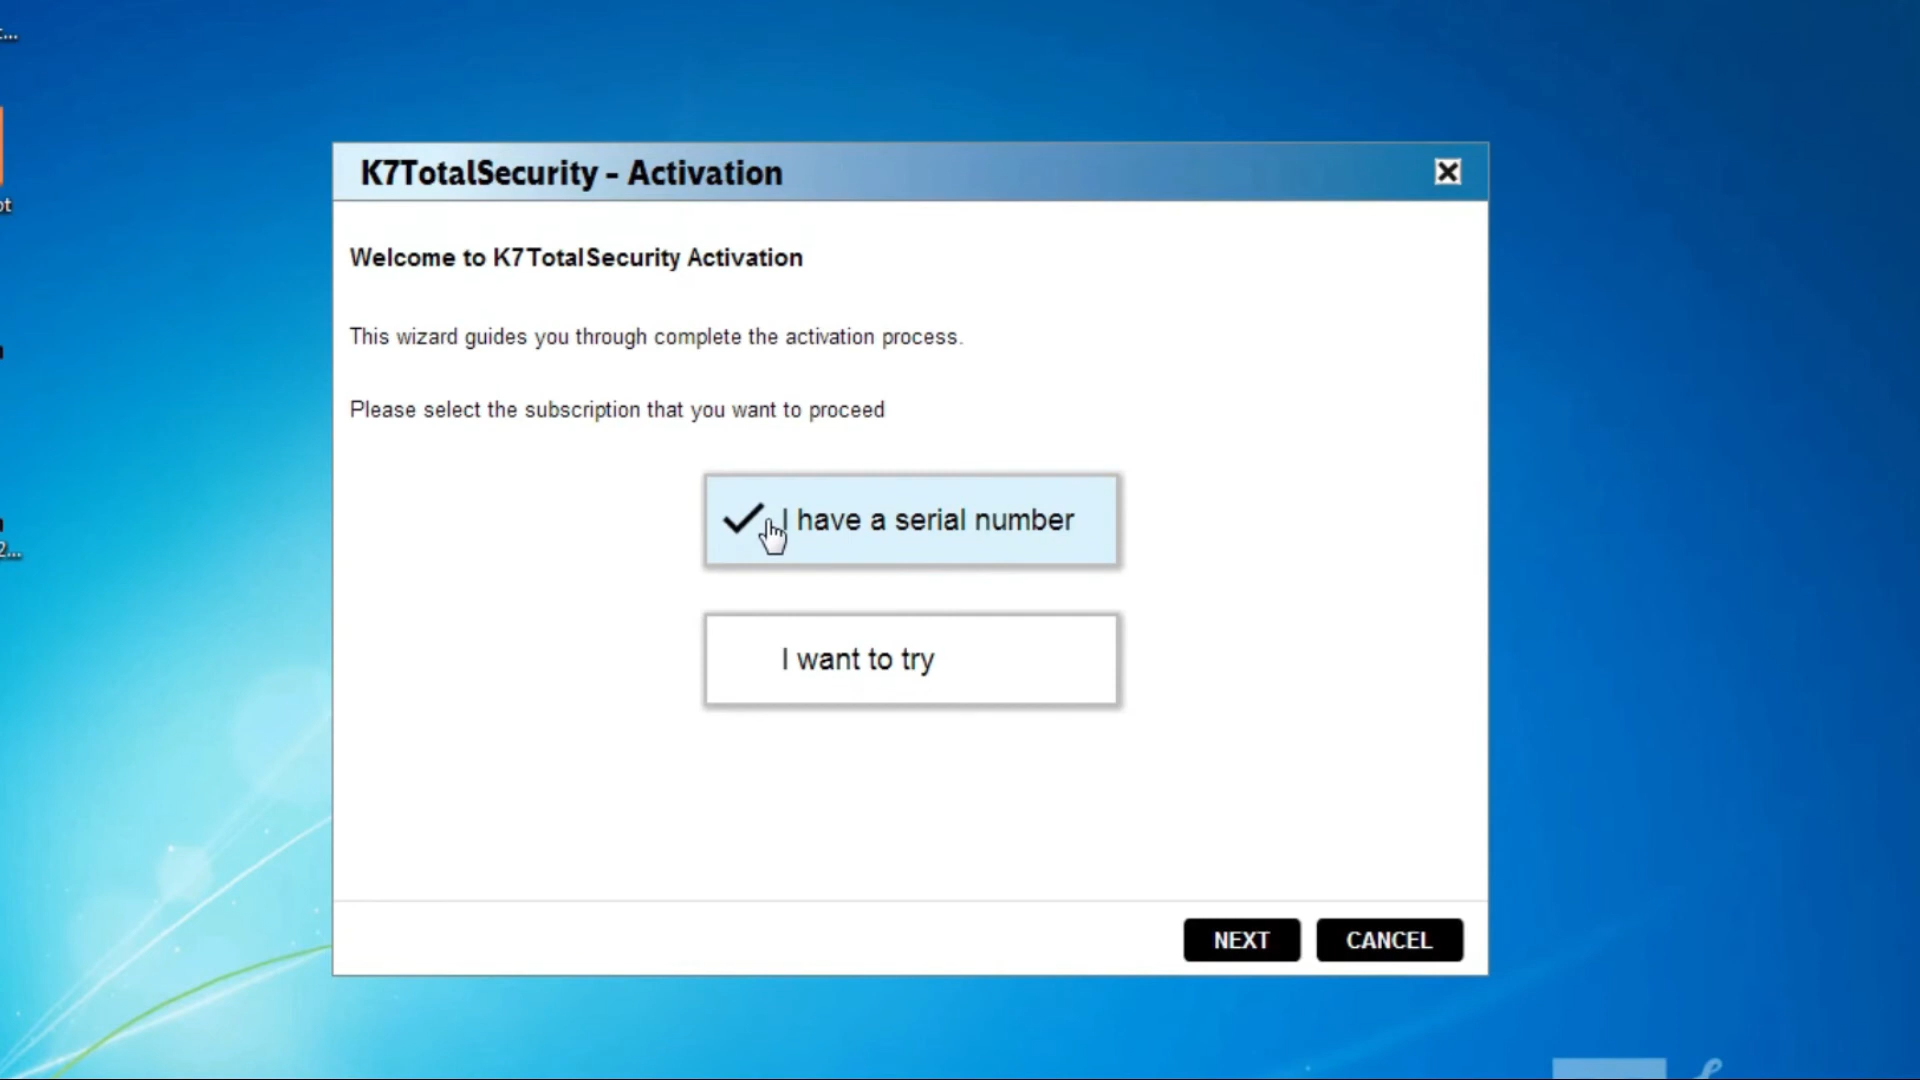 K7TotalSecurity - Activation
Welcome to K7TotalSecurity Activation
This wizard guides you through complete the activation process.
Please select the subscription that you want to proceed
I have a serial number
I want to try
NEXT
CANCEL